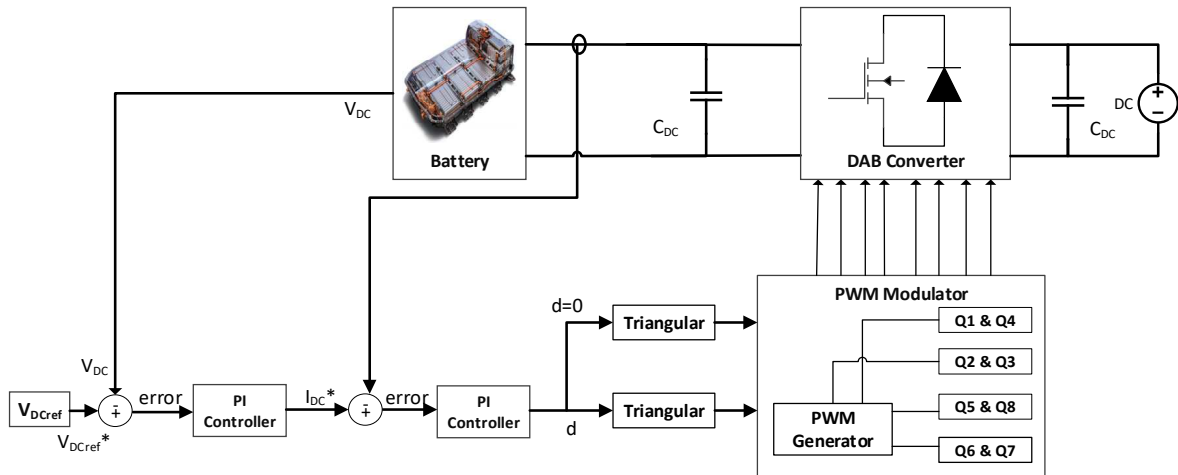 V_DC
Battery
C_DC
DAB Converter
C_DC
DC
+
−
d=0
Triangular
PWM Modulator
Q1 & Q4
Q2 & Q3
Q5 & Q8
Q6 & Q7
PWM
Generator
V_DC
V_DCref
V_DCref*
-
+
error
PI
Controller
I_DC*
-
+
error
PI
Controller
d
Triangular